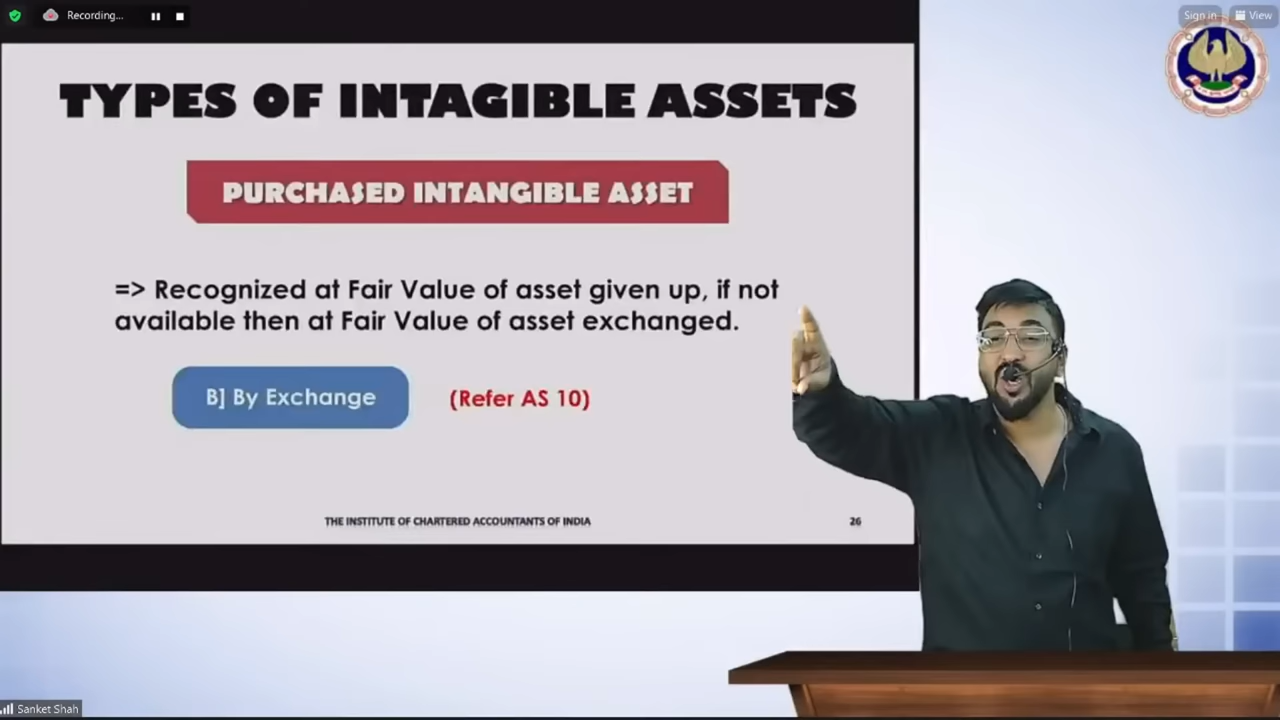 Recording...
Sign in
View
TYPES OF INTAGIBLE ASSETS
PURCHASED INTANGIBLE ASSET
=> Recognized at Fair Value of asset given up, if not
available then at Fair Value of asset exchanged.
B] By Exchange
(Refer AS 10)
THE INSTITUTE OF CHARTERED ACCOUNTANTS OF INDIA
26
Sanket Shah